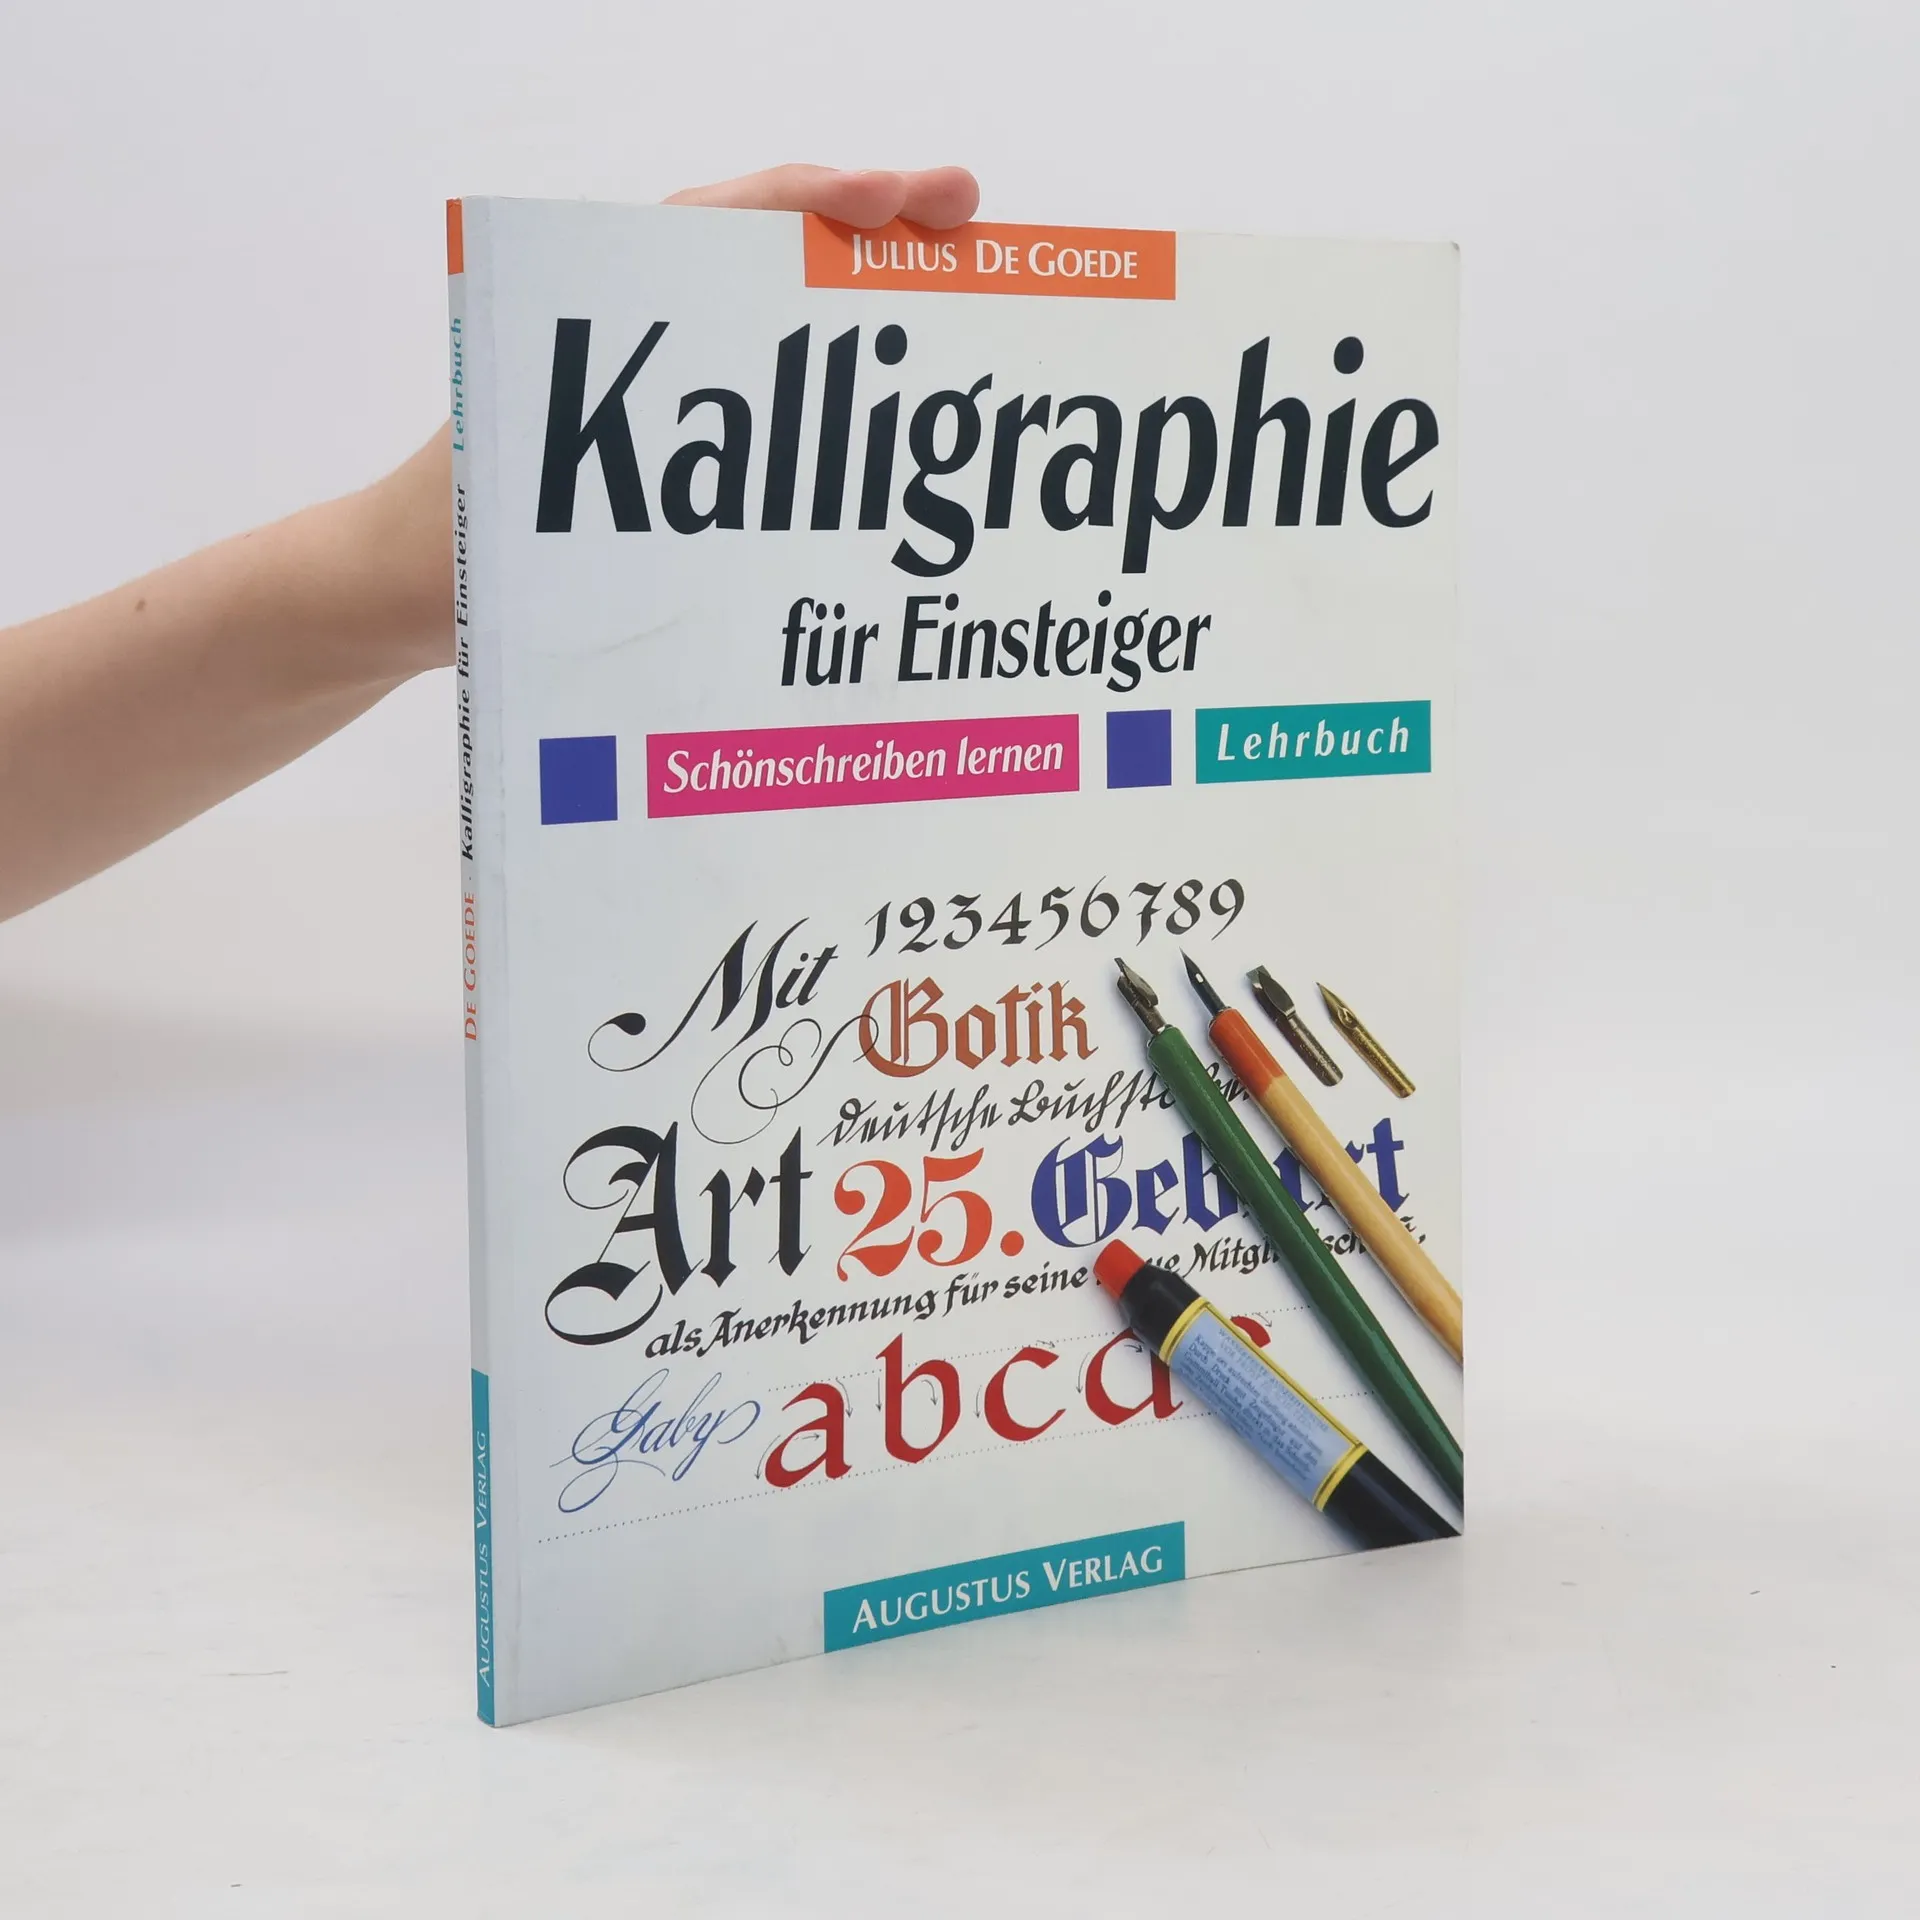 JULIUS DE GOEDE
Kalligraphie
für Einsteiger
Schönschreiben lernen
Lehrbuch
Mit
123456789
Gotik
deutsche
Art 25.
als Anerkennung für seine
Gaby
abcd
AUGUSTUS VERLAG
DE GOEDE · Kalligraphie für Einsteiger Lehrbuch
AUGUSTUS VERLAG